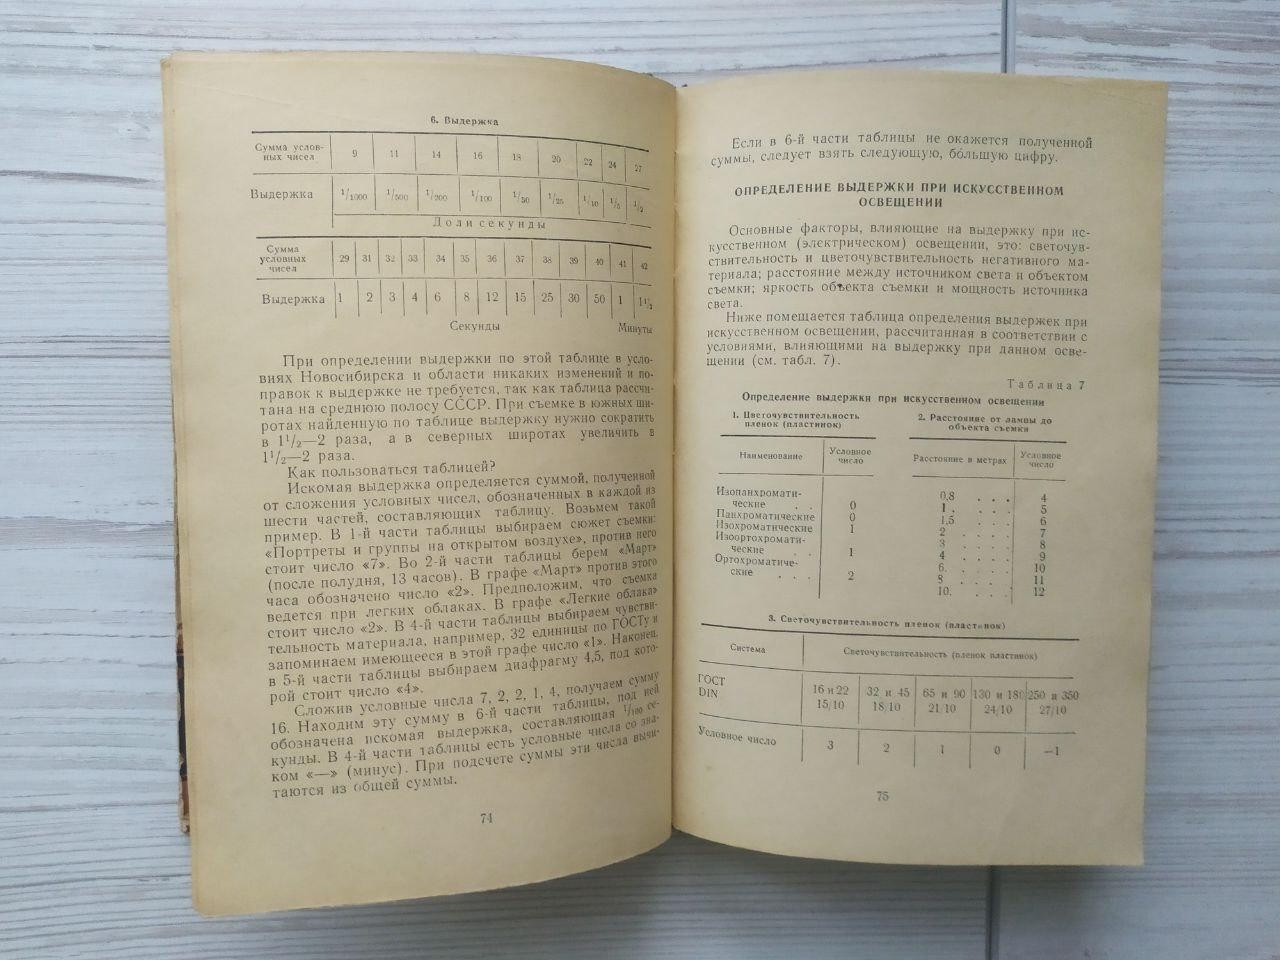 6. Выдержка
Сумма услов-
ных чисел 9 11 14 16 18 20 22 24 27
Выдержка 1/1000 1/500 1/200 1/100 1/50 1/25 1/10 1/5 1/2
Доли секунды
Сумма
условных
чисел 29 31 32 33 34 35 36 37 38 39 40 41 42
Выдержка 1 2 3 4 6 8 12 15 25 30 50 1 1 1/2
Секунды Минуты
При определении выдержки по этой таблице в усло-
виях Новосибирска и области никаких изменений и по-
правок к выдержке не требуется, так как таблица рассчи-
тана на среднюю полосу СССР. При съемке в южных ши-
ротах найденную по таблице выдержку нужно сократить
в 1 1/2—2 раза, а в северных широтах увеличить в
1 1/2—2 раза.
Как пользоваться таблицей?
Искомая выдержка определяется суммой, полученной
от сложения условных чисел, обозначенных в каждой из
шести частей, составляющих таблицу. Возьмем такой
пример. В 1-й части таблицы выбираем сюжет съемки:
«Портреты и группы на открытом воздухе», против него
стоит число «7». Во 2-й части таблицы берем «Март»
(после полудня, 13 часов). В графе «Март» против этого
часа обозначено число «2». Предположим, что съемка
ведется при легких облаках. В графе «Легкие облака»
стоит число «2». В 4-й части таблицы выбираем чувстви-
тельность материала, например, 32 единицы по ГОСТу и
запоминаем имеющееся в этой графе число «1». Наконец,
в 5-й части таблицы выбираем диафрагму 4,5, под кото-
рой стоит число «4».
Сложив условные числа 7, 2, 2, 1, 4, получаем сумму
16. Находим эту сумму в 6-й части таблицы, под ней
обозначена искомая выдержка, составляющая 1/100 се-
кунды. В 4-й части таблицы есть условные числа со зна-
ком «—» (минус). При подсчете суммы эти числа вычи-
таются из общей суммы.
74
Если в 6-й части таблицы не окажется полученной
суммы, следует взять следующую, бо́льшую цифру.
ОПРЕДЕЛЕНИЕ ВЫДЕРЖКИ ПРИ ИСКУССТВЕННОМ
ОСВЕЩЕНИИ
Основные факторы, влияющие на выдержку при ис-
кусственном (электрическом) освещении, это: светочув-
ствительность и цветочувствительность негативного ма-
териала; расстояние между источником света и объектом
съемки; яркость объекта съемки и мощность источника
света.
Ниже помещается таблица определения выдержек при
искусственном освещении, рассчитанная в соответствии с
условиями, влияющими на выдержку при данном осве-
щении (см. табл. 7).
Таблица 7
Определение выдержки при искусственном освещении
1. Цветочувствительность
пленок (пластинок)
Наименование Условное
число
Изопанхромати-
ческие . . 0
Панхроматические 0
Изохроматические 1
Изоортохромати-
ческие . . 1
Ортохроматиче-
ские . . . 2
2. Расстояние от лампы до
объекта съемки
Расстояние в метрах Условное
число
0,8 . . . 4
1 . . . . 5
1,5 . . . 6
2 . . . . 7
3 . . . . 8
4 . . . . 9
6. . . . . 10
8 . . . . 11
10. . . . . 12
3. Светочувствительность пленок (пластинок)
Система Светочувствительность (пленок пластинок)
ГОСТ 16 и 22 32 и 45 65 и 90 130 и 180 250 и 350
DIN 15/10 18/10 21/10 24/10 27/10
Условное число 3 2 1 0 —1
75